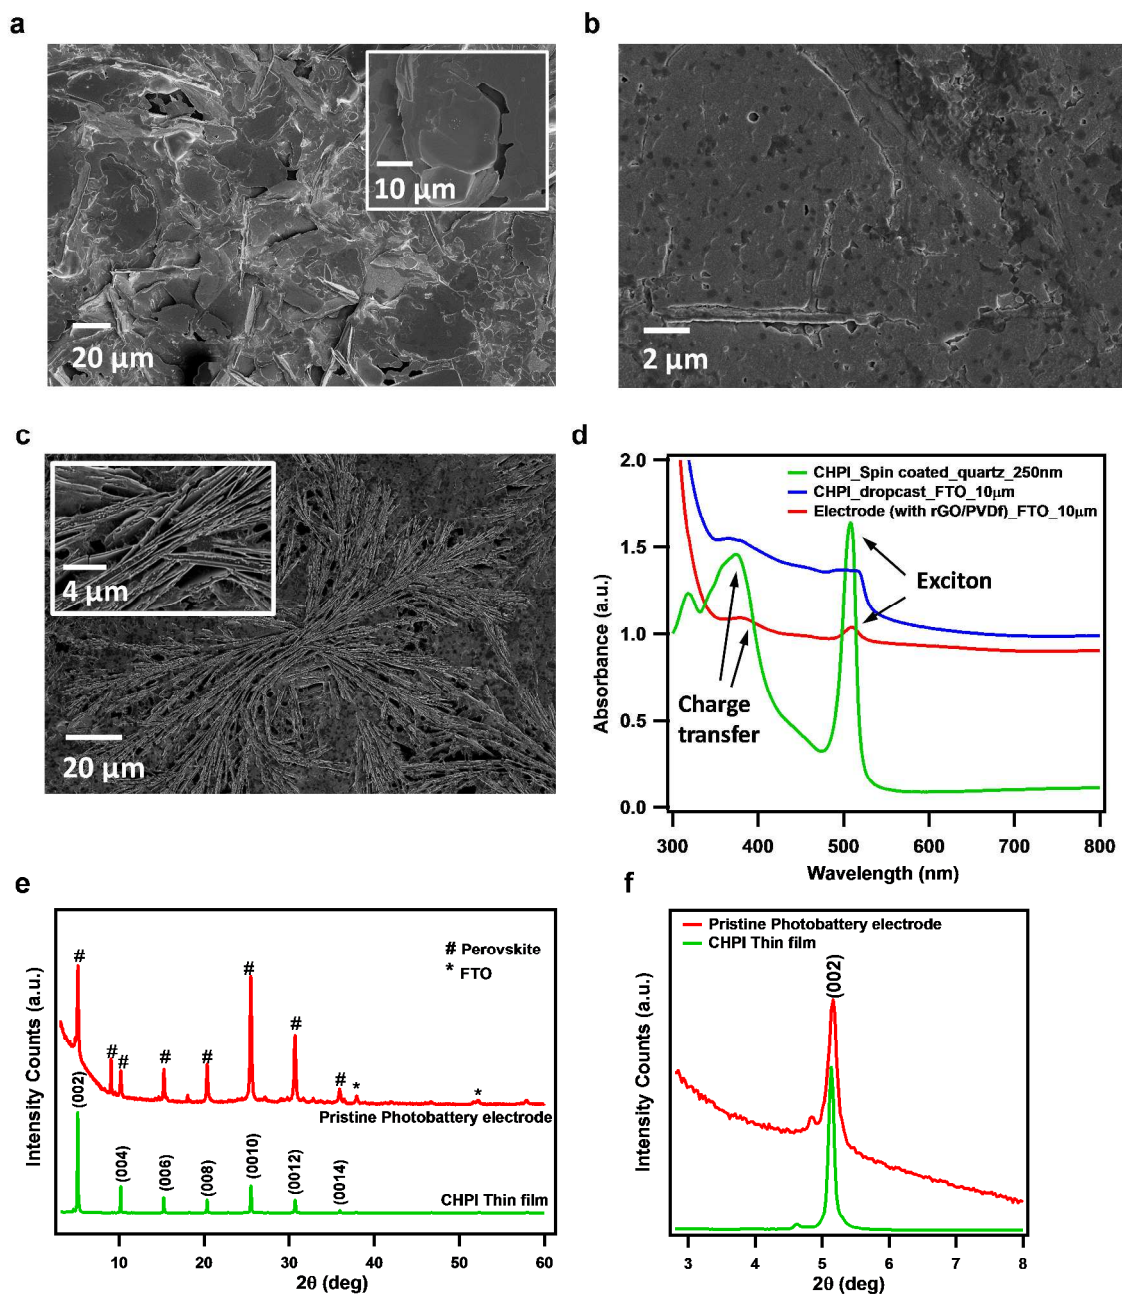 a
10 μm
20 μm
b
2 μm
c
4 μm
20 μm
d
2.0
1.5
1.0
0.5
0.0
Absorbance (a.u.)
CHPI_Spin coated_quartz_250nm
CHPI_dropcast_FTO_10μm
Electrode (with rGO/PVDf)_FTO_10μm
Exciton
Charge
transfer
300 400 500 600 700 800
Wavelength (nm)
e
Intensity Counts (a.u.)
# Perovskite
* FTO
# # # # # # # # * *
Pristine Photobattery electrode
(002) (004) (006) (008) (0010) (0012) (0014)
CHPI Thin film
10 20 30 40 50 60
2θ (deg)
f
Intensity Counts (a.u.)
Pristine Photobattery electrode
CHPI Thin film
(002)
3 4 5 6 7 8
2θ (deg)